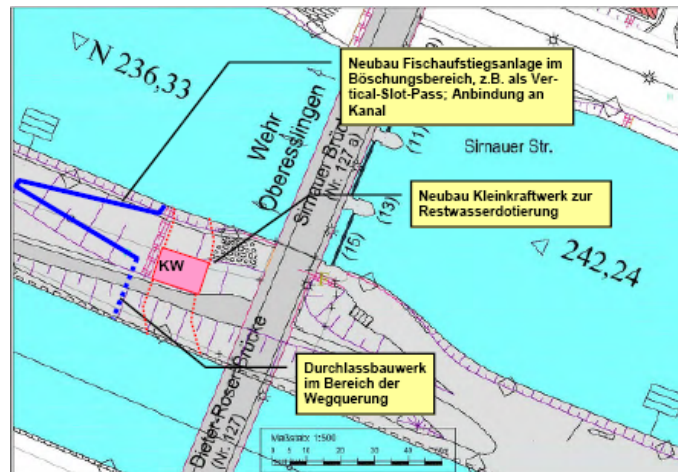 N 236,33
Neubau Fischaufstiegsanlage im
Böschungsbereich, z.B. als Ver-
tical-Slot-Pass; Anbindung an
Kanal
Wehr
Oberesslingen
Sirnauer Brüc
(Nr. 127 a)
(11)
Sirnauer Str.
Neubau Kleinkraftwerk zur
Restwasserdotierung
(13)
(15)
242,24
KW
Durchlassbauwerk
im Bereich der
Wegquerung
Dieter-Roser-Brücke
(Nr. 127)
Maßstab: 1:500